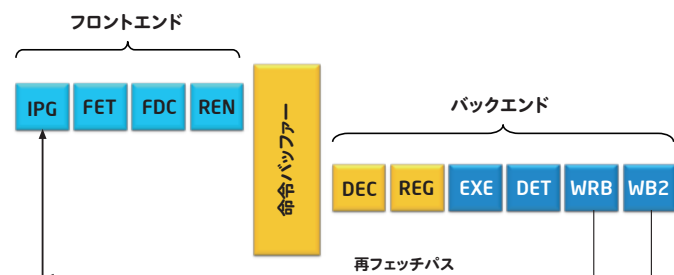 フロントエンド
IPG FET FDC REN
命令バッファー
バックエンド
DEC REG EXE DET WRB WB2
再フェッチパス